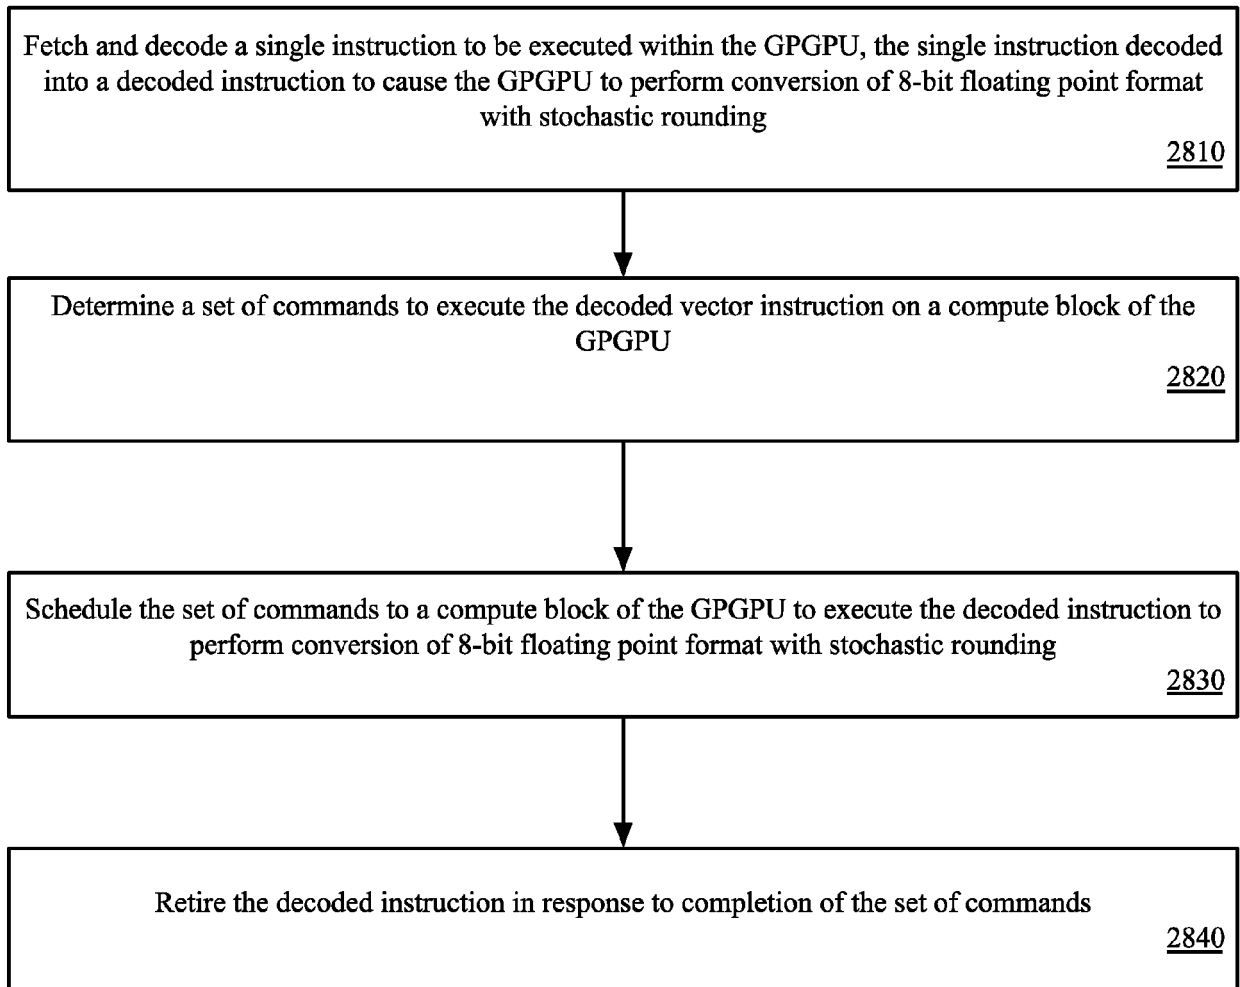 Fetch and decode a single instruction to be executed within the GPGPU, the single instruction decoded
into a decoded instruction to cause the GPGPU to perform conversion of 8-bit floating point format
with stochastic rounding
2810
Determine a set of commands to execute the decoded vector instruction on a compute block of the
GPGPU
2820
Schedule the set of commands to a compute block of the GPGPU to execute the decoded instruction to
perform conversion of 8-bit floating point format with stochastic rounding
2830
Retire the decoded instruction in response to completion of the set of commands
2840